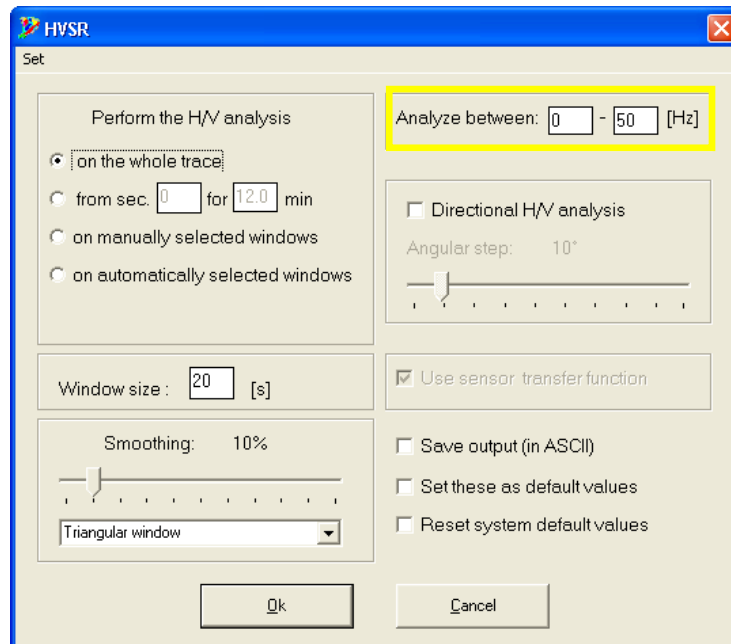 HVSR
Set
Perform the H/V analysis
on the whole trace
from sec. 0 for 12.0 min
on manually selected windows
on automatically selected windows
Analyze between: 0 - 50 [Hz]
Directional H/V analysis
Angular step: 10°
Window size : 20 [s]
Use sensor transfer function
Smoothing: 10%
Triangular window
Save output (in ASCII)
Set these as default values
Reset system default values
Ok
Cancel